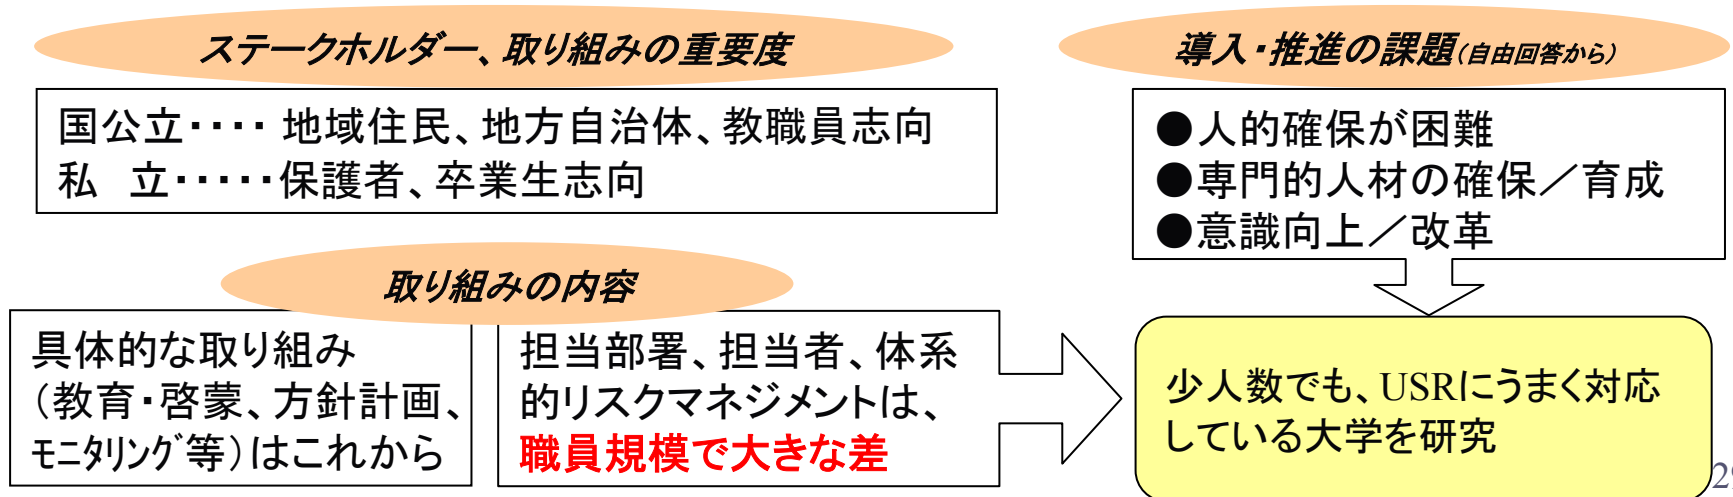 ステークホルダー、取り組みの重要度
国公立・・・・ 地域住民、地方自治体、教職員志向
私　立・・・・・保護者、卒業生志向
導入・推進の課題(自由回答から)
●人的確保が困難
●専門的人材の確保／育成
●意識向上／改革
取り組みの内容
具体的な取り組み
（教育・啓蒙、方針計画、
ﾓﾆﾀﾘﾝｸﾞ等）はこれから
担当部署、担当者、体系
的リスクマネジメントは、
職員規模で大きな差
少人数でも、USRにうまく対応
している大学を研究